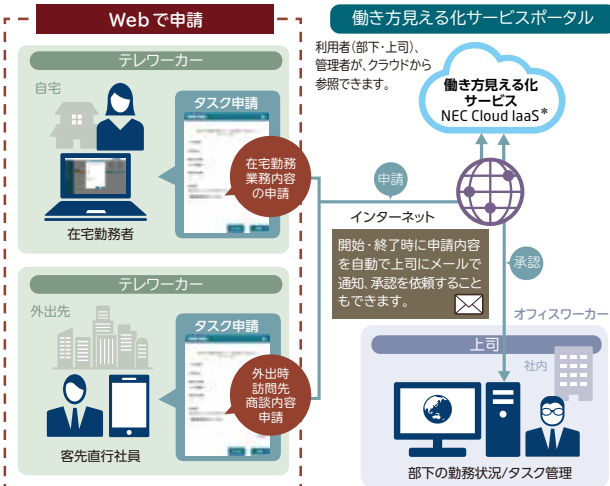 Webで申請
テレワーカー
自宅
タスク申請
在宅勤務
業務内容
の申請
在宅勤務者
テレワーカー
外出先
タスク申請
外出時
訪問先
商談内容
申請
客先直行社員
働き方見える化サービスポータル
利用者(部下・上司)、
管理者が、クラウドから
参照できます。
働き方見える化
サービス
NEC Cloud IaaS*
申請
インターネット
開始・終了時に申請内容
を自動で上司にメールで
通知、承認を依頼すること
もできます。
承認
オフィスワーカー
上司
社内
部下の勤務状況/タスク管理